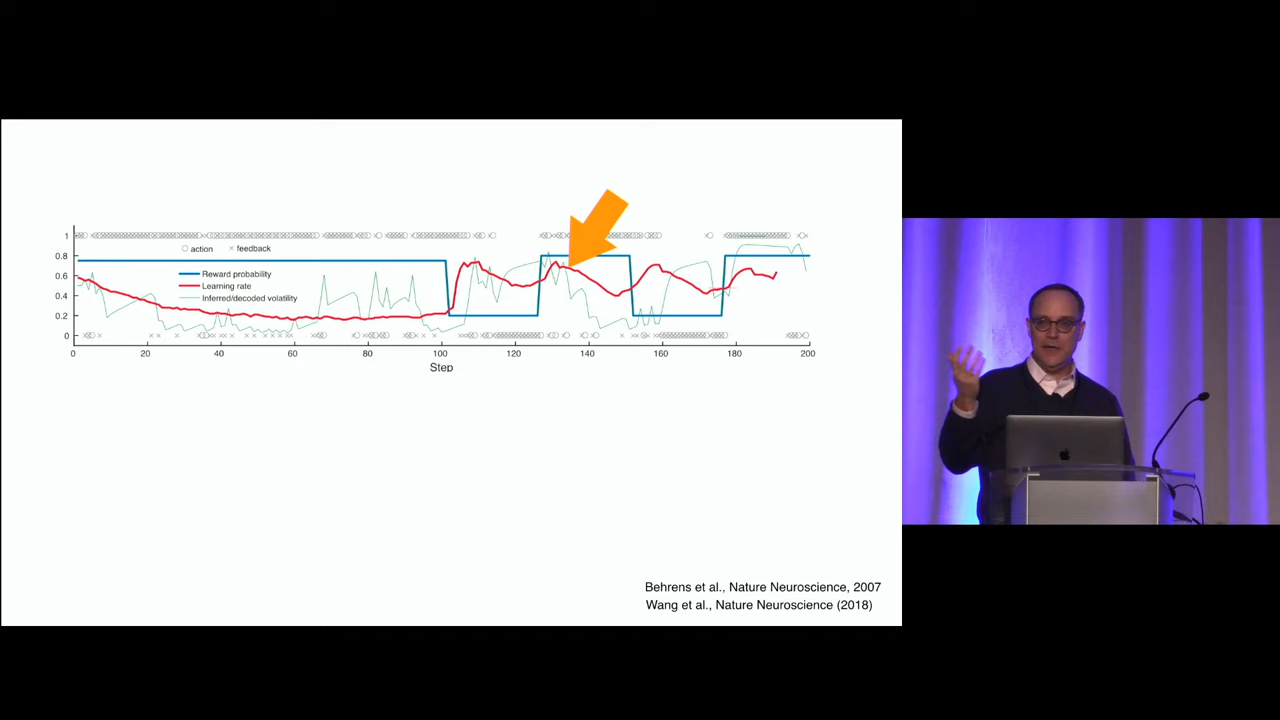 1
0.8
0.6
0.4
0.2
0
action
feedback
Reward probability
Learning rate
Inferred/decoded volatility
0 20 40 60 80 100 120 140 160 180 200
Step
Behrens et al., Nature Neuroscience, 2007
Wang et al., Nature Neuroscience (2018)